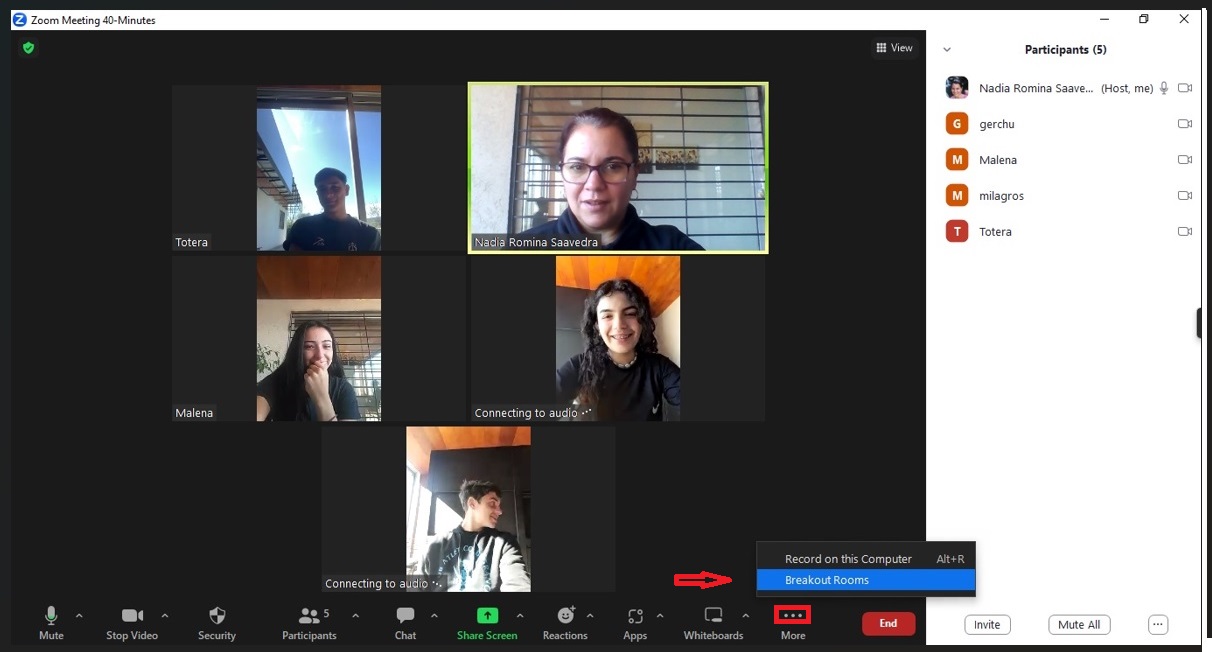 Zoom Meeting 40-Minutes
View
Participants (5)
Nadia Romina Saave... (Host, me)
G gerchu
M Malena
M milagros
T Totera
Totera
Nadia Romina Saavedra
Malena
Connecting to audio
Connecting to audio
Record on this Computer Alt+R
Breakout Rooms
5
Mute
Stop Video
Security
Participants
Chat
Share Screen
Reactions
Apps
Whiteboards
More
End
Invite
Mute All